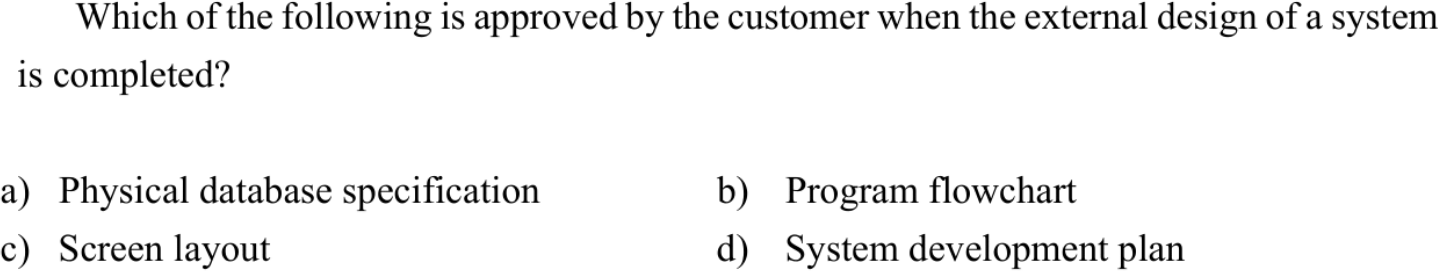 Which of the following is approved by the customer when the external design of a system
is completed?
a) Physical database specification b) Program flowchart
c) Screen layout d) System development plan